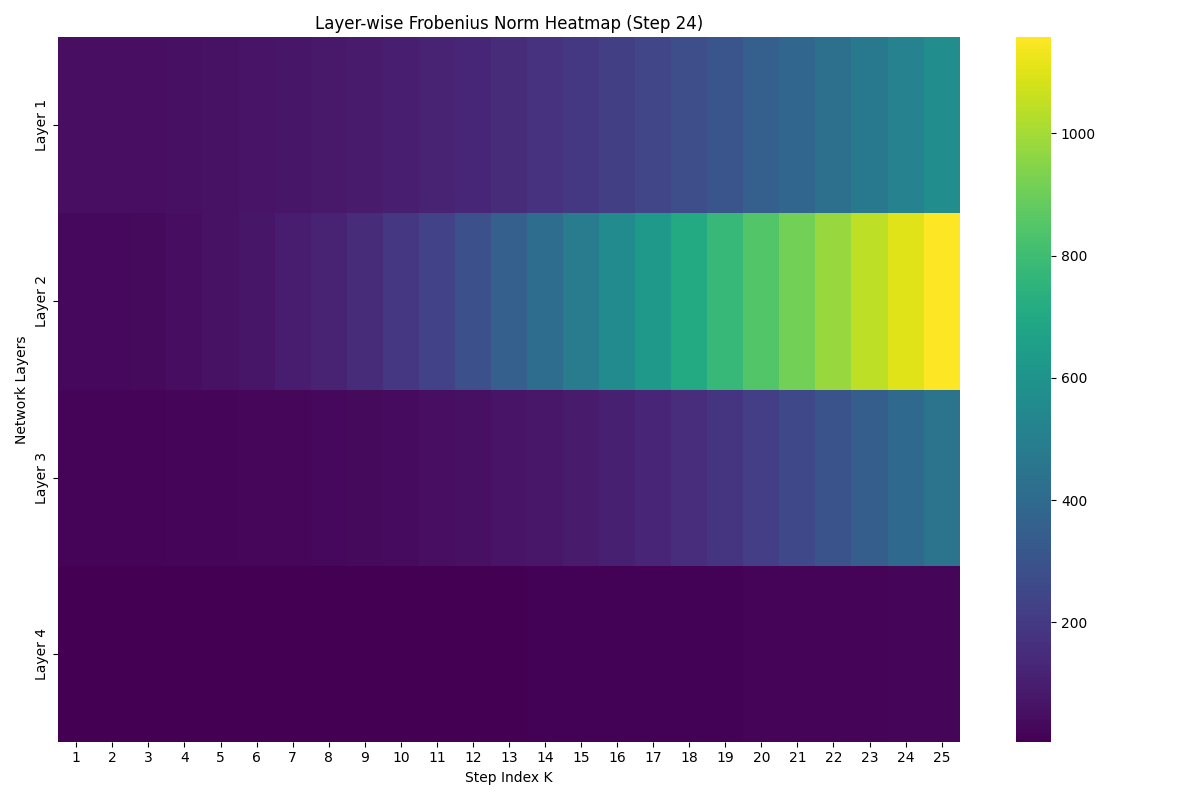 Layer-wise Frobenius Norm Heatmap (Step 24)
Network Layers
Layer 1
Layer 2
Layer 3
Layer 4
1 2 3 4 5 6 7 8 9 10 11 12 13 14 15 16 17 18 19 20 21 22 23 24 25
Step Index K
1000
800
600
400
200